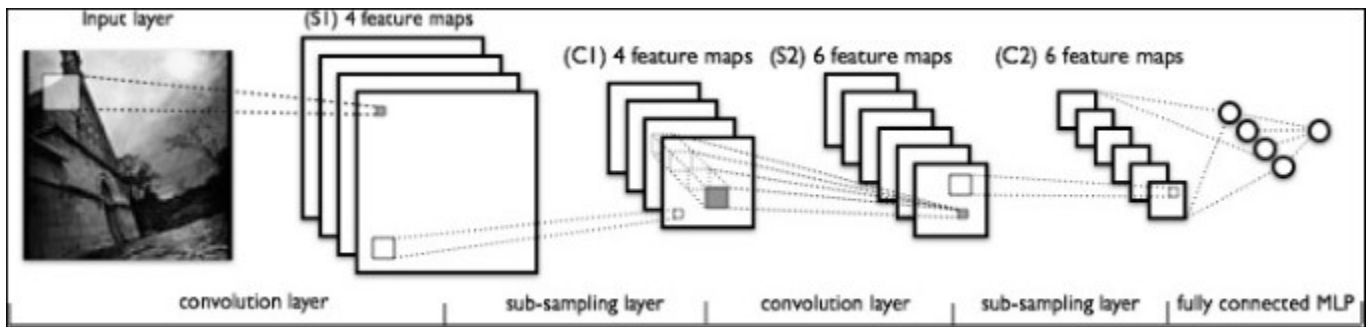 Input layer
(S1) 4 feature maps
(C1) 4 feature maps
(S2) 6 feature maps
(C2) 6 feature maps
convolution layer
sub-sampling layer
convolution layer
sub-sampling layer
fully connected MLP